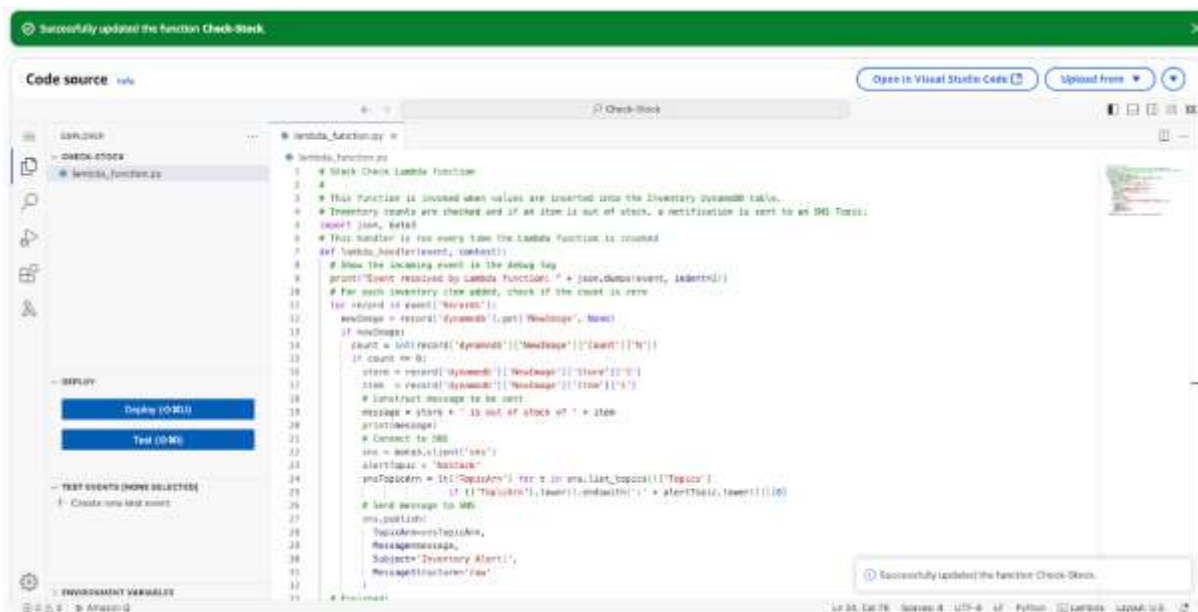 Successfully updated the function Check-Stock.
Code source Info
Open in Visual Studio Code
Upload from
Check-Stock
EXPLORER
CHECK-STOCK
lambda_function.py
DEPLOY
Deploy
Test
TEST EVENTS [NONE SELECTED]
Create new test event
ENVIRONMENT VARIABLES
Amazon Q
lambda_function.py
lambda_function.py
1 # Stock Check Lambda function
2 #
3 # This function is invoked when values are inserted into the Inventory DynamoDB table.
4 # Inventory counts are checked and if an item is out of stock, a notification is sent to an SNS Topic.
5 import json, boto3
6 # This handler is run every time the Lambda function is invoked
7 def lambda_handler(event, context):
8 # Show the incoming event in the debug log
9 print("Event received by Lambda function: " + json.dumps(event, indent=2))
10 # For each inventory item added, check if the count is zero
11 for record in event['Records']:
12 newImage = record['dynamodb'].get('NewImage', None)
13 if newImage:
14 count = int(record['dynamodb']['NewImage']['Count']['N'])
15 if count == 0:
16 store = record['dynamodb']['NewImage']['Store']['S']
17 item = record['dynamodb']['NewImage']['Item']['S']
18 # Construct message to be sent
19 message = store + ' is out of stock of ' + item
20 print(message)
21 # Connect to SNS
22 sns = boto3.client('sns')
23 alertTopic = 'NoStock'
24 snsTopicArn = [t['TopicArn'] for t in sns.list_topics()['Topics']
25 if t['TopicArn'].lower().endswith(':' + alertTopic.lower())][0]
26 # Send message to SNS
27 sns.publish(
28 TopicArn=snsTopicArn,
29 Message=message,
30 Subject='Inventory Alert!',
31 MessageStructure='raw'
32 )
33 # Finished!
Successfully updated the function Check-Stock.
Spaces: 4 UTF-8 LF Python Lambda Layout: U.S.